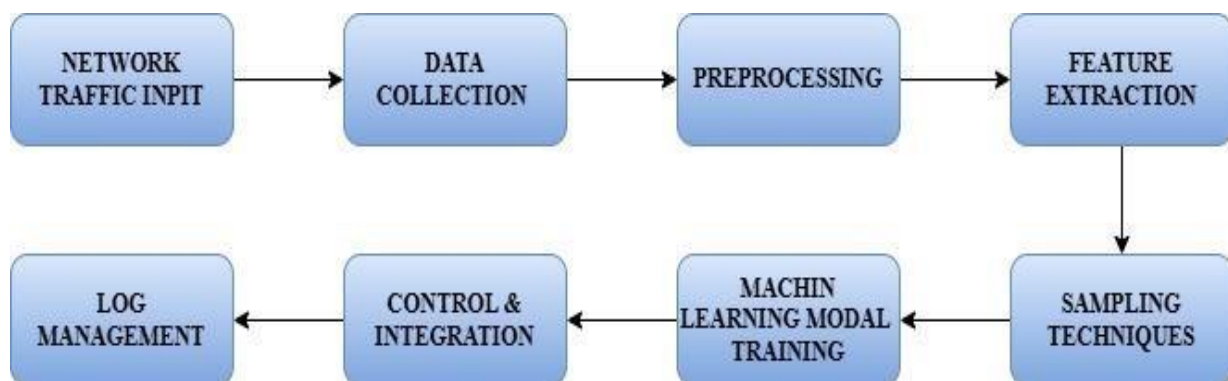 NETWORK
TRAFFIC INPIT
DATA
COLLECTION
PREPROCESSING
FEATURE
EXTRACTION
SAMPLING
TECHNIQUES
MACHIN
LEARNING MODAL
TRAINING
CONTROL &
INTEGRATION
LOG
MANAGEMENT